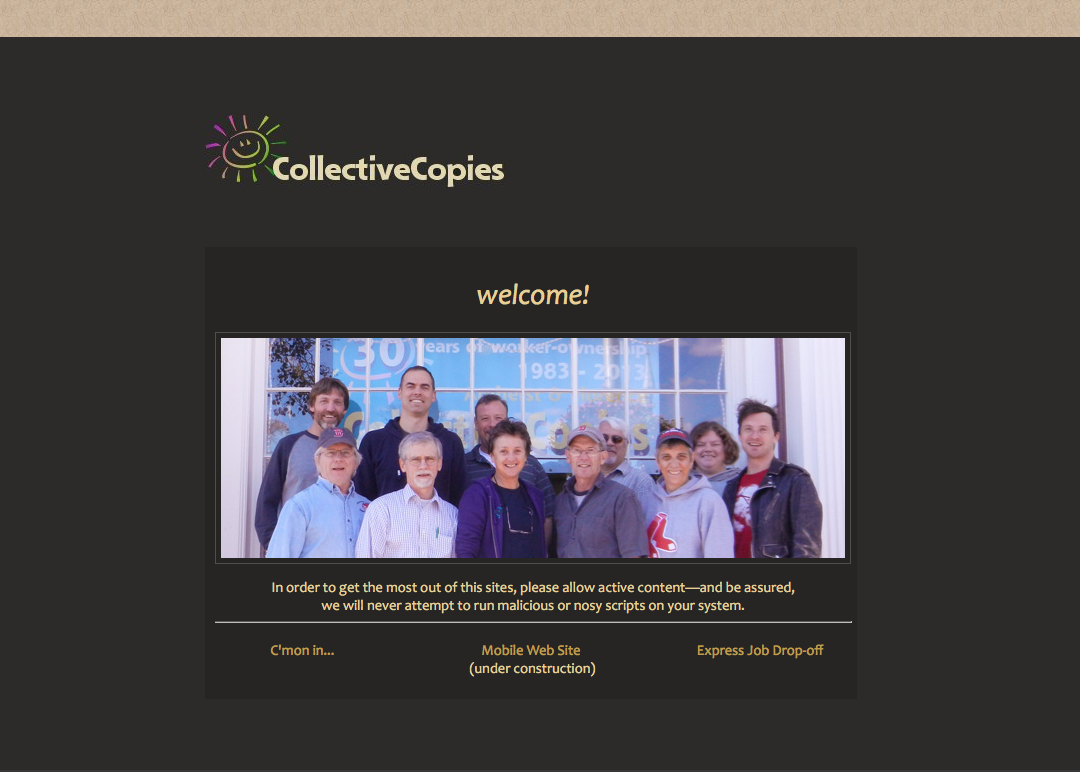 CollectiveCopies
welcome!
30 years of worker-ownership
1983 - 2013
In order to get the most out of this sites, please allow active content—and be assured,
we will never attempt to run malicious or nosy scripts on your system.
C'mon in...
Mobile Web Site
Express Job Drop-off
(under construction)